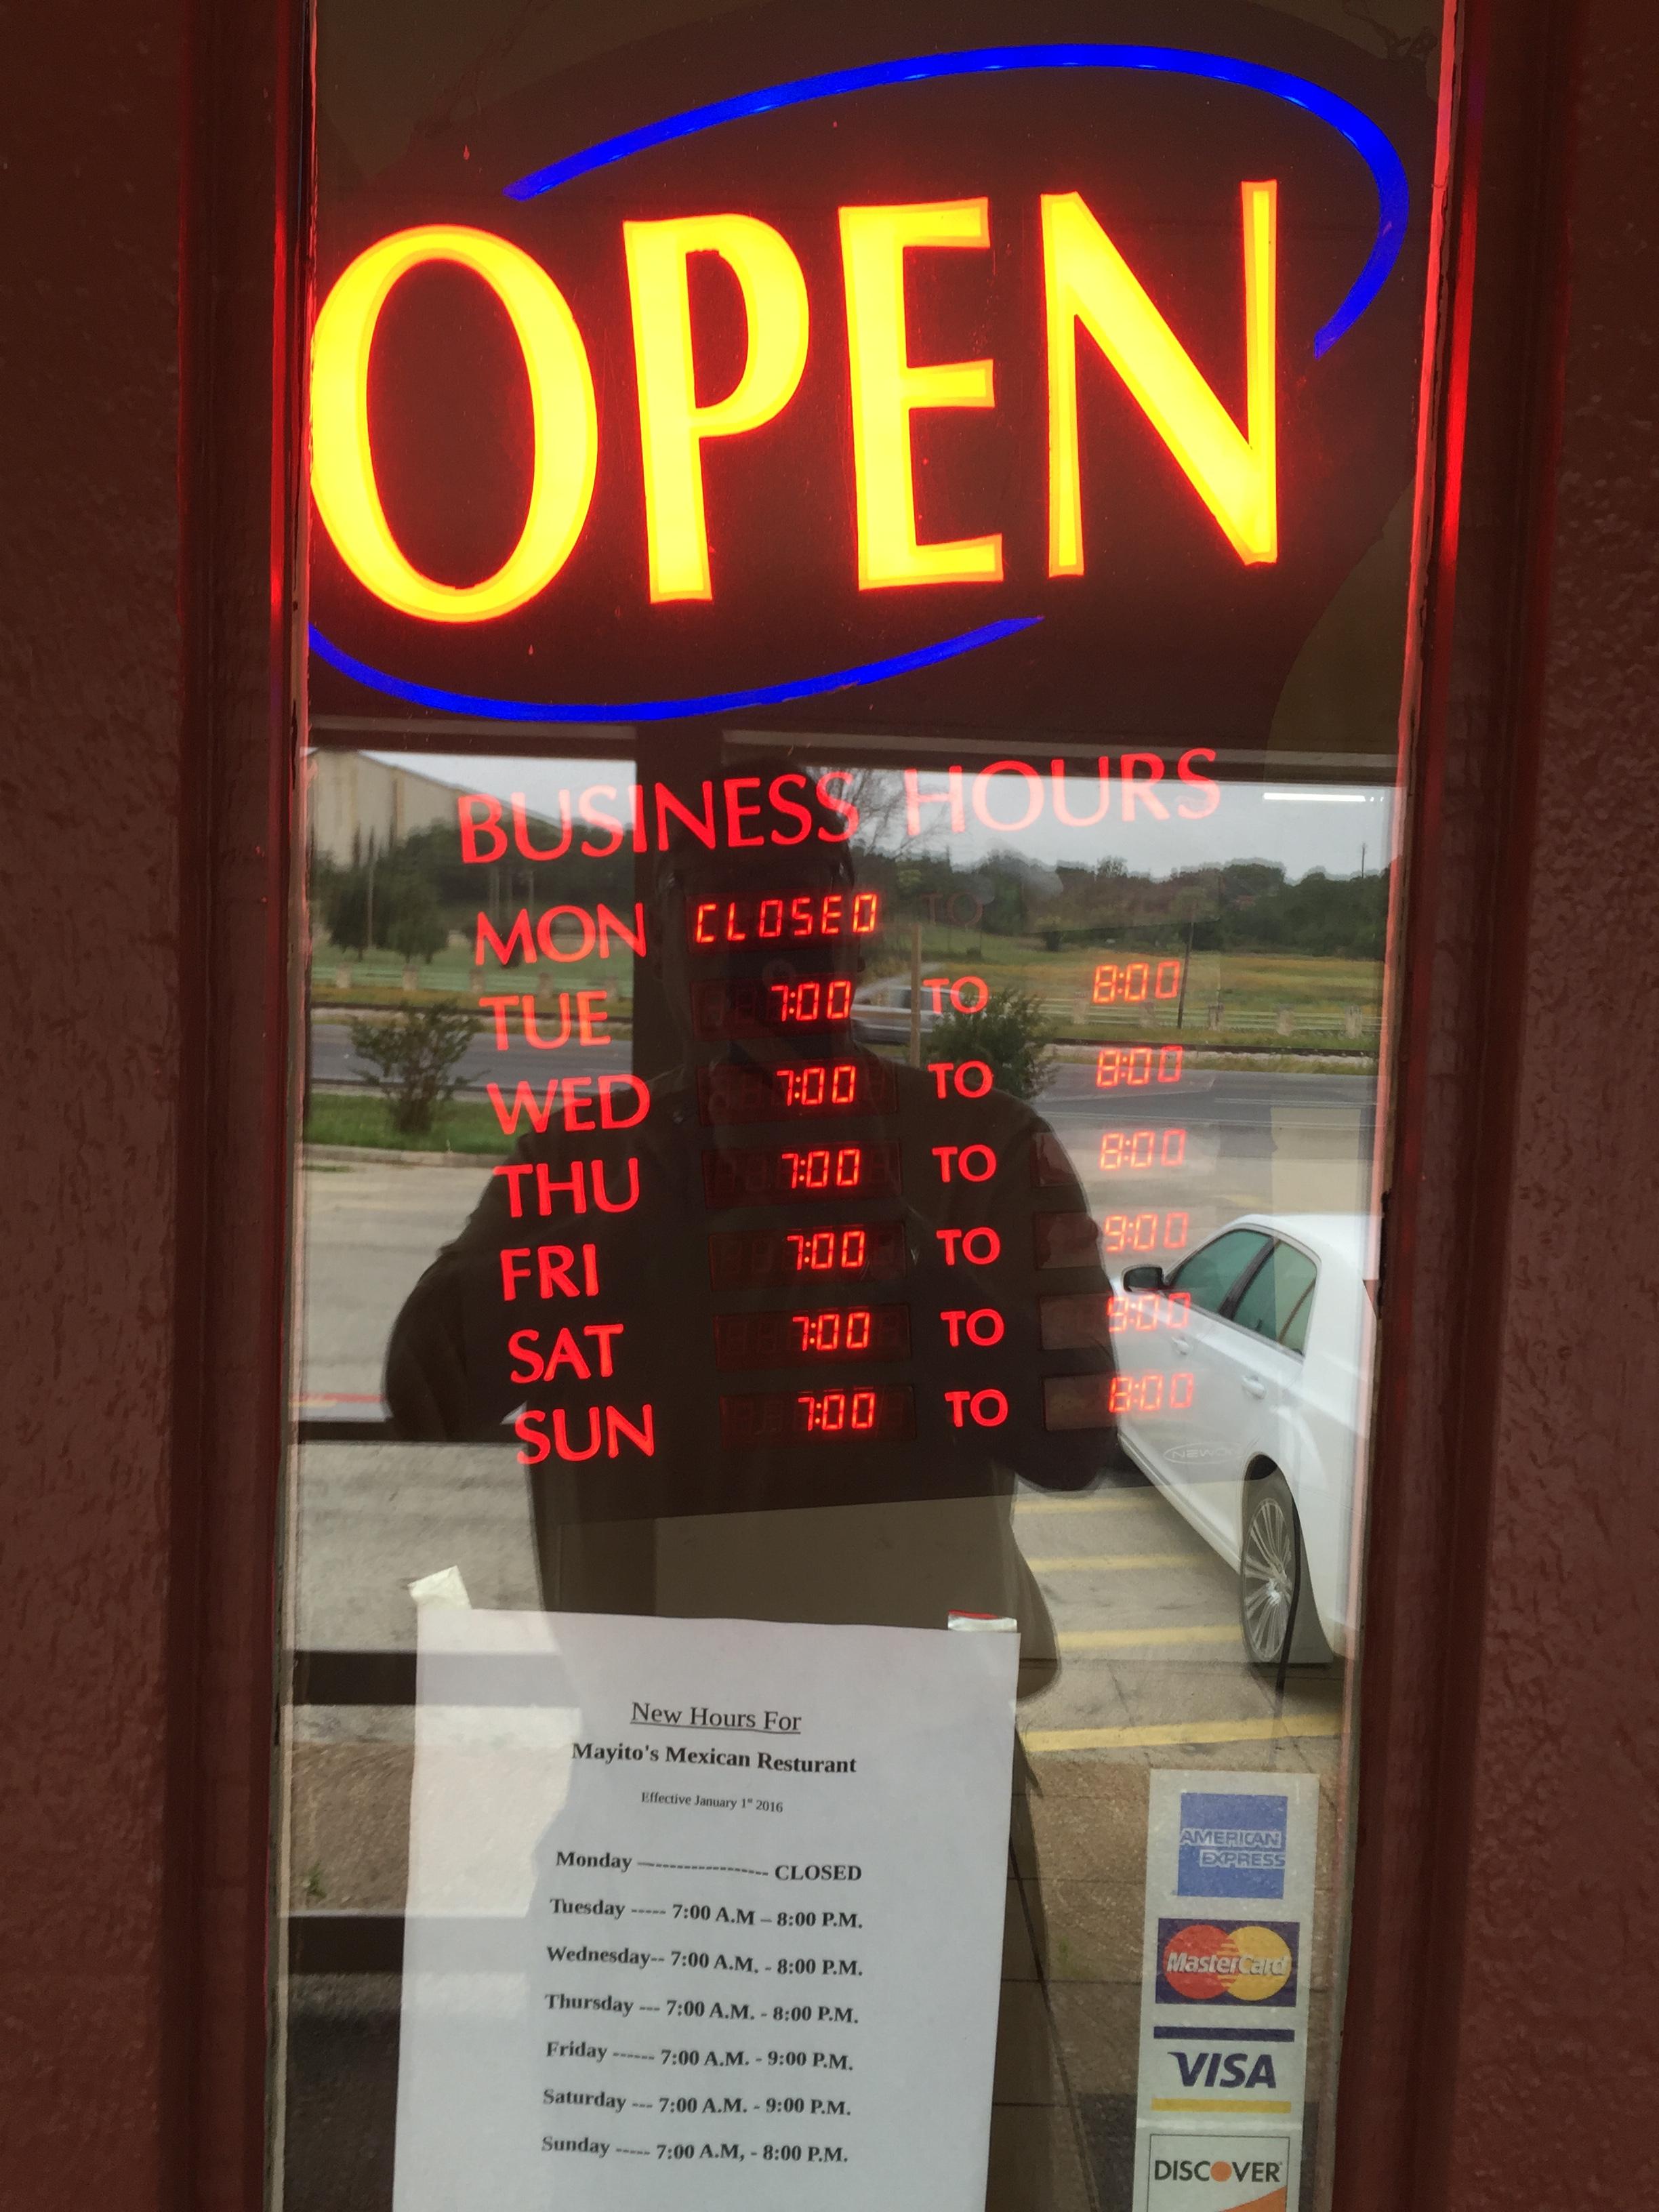 OPEN
BUSINESS HOURS
MON CLOSED TO
TUE 7:00 TO 8:00
WED 7:00 TO 8:00
THU 7:00 TO 8:00
FRI 7:00 TO 9:00
SAT 7:00 TO 9:00
SUN 7:00 TO 8:00
New Hours For
Mayito's Mexican Resturant
Effective January 1st 2016
Monday ------------------- CLOSED
Tuesday ----- 7:00 A.M – 8:00 P.M.
Wednesday-- 7:00 A.M. - 8:00 P.M.
Thursday --- 7:00 A.M. - 8:00 P.M.
Friday ------ 7:00 A.M. - 9:00 P.M.
Saturday --- 7:00 A.M. - 9:00 P.M.
Sunday ----- 7:00 A.M, - 8:00 P.M.
AMERICAN
EXPRESS
MasterCard
VISA
DISCOVER